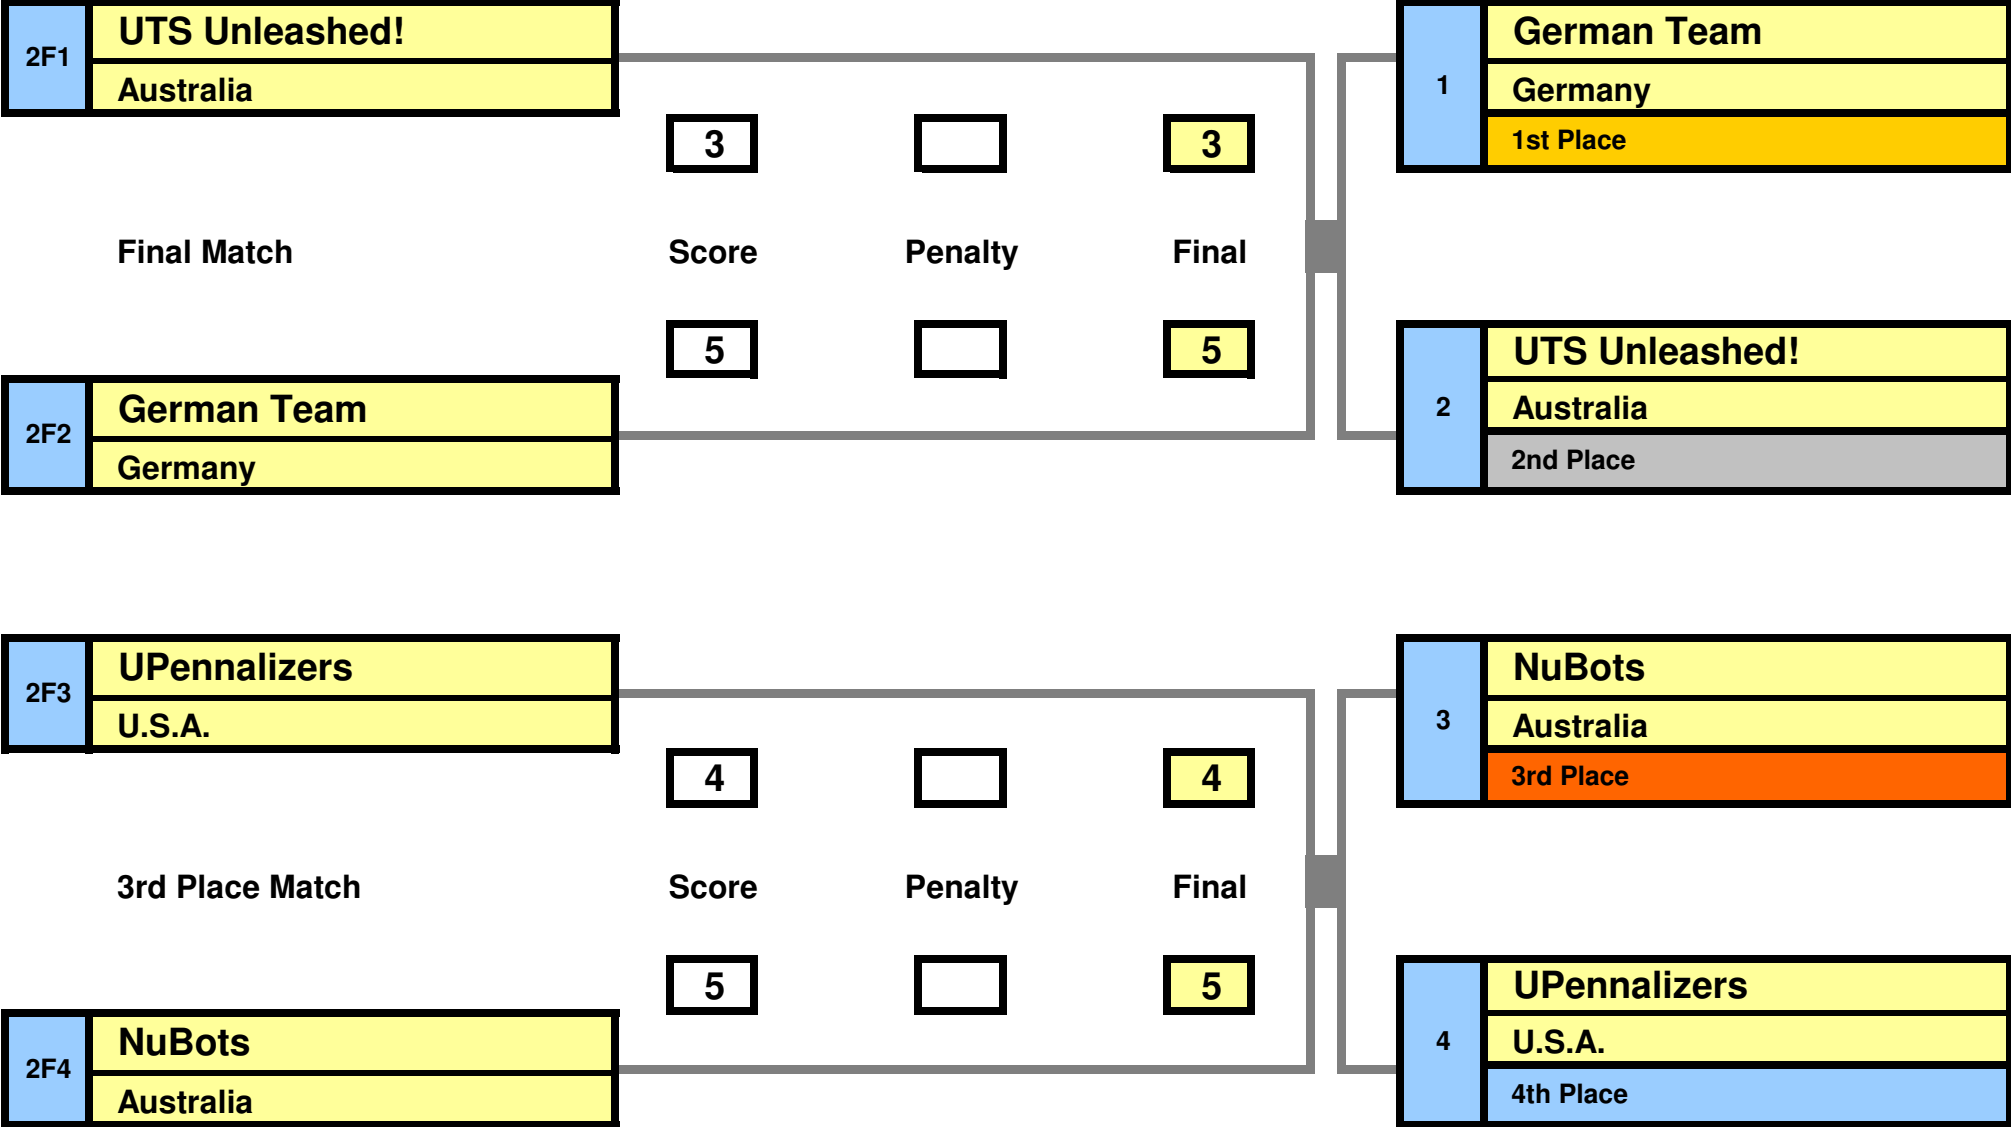 2F1
UTS Unleashed!
Australia
3
3
Final Match
Score
Penalty
Final
5
5
2F2
German Team
Germany
1
German Team
Germany
1st Place
2
UTS Unleashed!
Australia
2nd Place
2F3
UPennalizers
U.S.A.
4
4
3rd Place Match
Score
Penalty
Final
5
5
2F4
NuBots
Australia
3
NuBots
Australia
3rd Place
4
UPennalizers
U.S.A.
4th Place